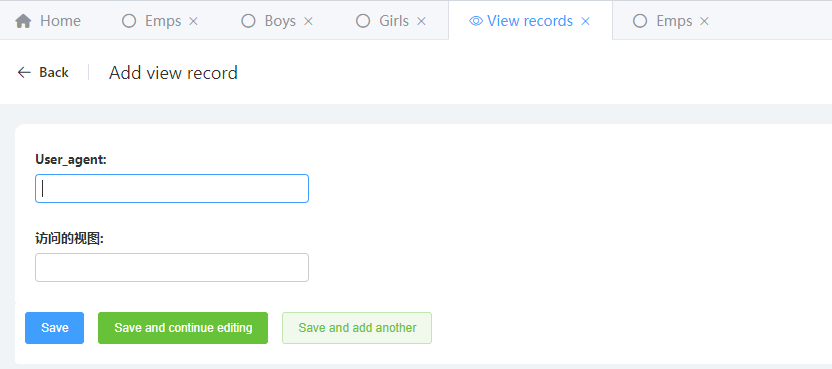 Home Emps Boys Girls View records Emps
Back Add view record
User_agent:
访问的视图:
Save Save and continue editing Save and add another